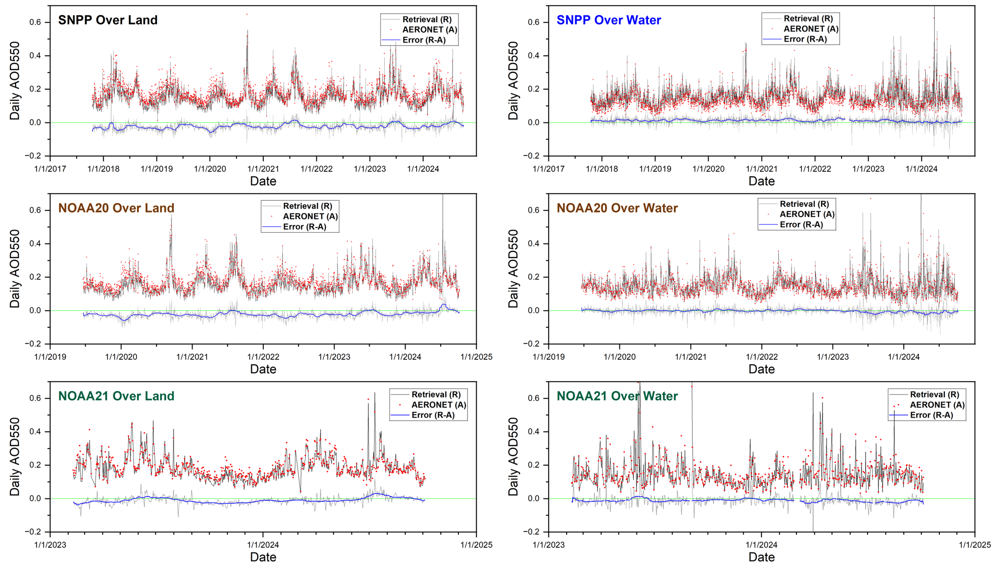 SNPP Over Land
Retrieval (R)
AERONET (A)
Error (R-A)
Daily AOD550
0.6
0.4
0.2
0.0
−0.2
1/1/2017 1/1/2018 1/1/2019 1/1/2020 1/1/2021 1/1/2022 1/1/2023 1/1/2024
Date
SNPP Over Water
Retrieval (R)
AERONET (A)
Error (R-A)
Daily AOD550
0.6
0.4
0.2
0.0
−0.2
1/1/2017 1/1/2018 1/1/2019 1/1/2020 1/1/2021 1/1/2022 1/1/2023 1/1/2024
Date
NOAA20 Over Land
Retrieval (R)
AERONET (A)
Error (R-A)
Daily AOD550
0.6
0.4
0.2
0.0
−0.2
1/1/2019 1/1/2020 1/1/2021 1/1/2022 1/1/2023 1/1/2024 1/1/2025
Date
NOAA20 Over Water
Retrieval (R)
AERONET (A)
Error (R-A)
Daily AOD550
0.6
0.4
0.2
0.0
−0.2
1/1/2019 1/1/2020 1/1/2021 1/1/2022 1/1/2023 1/1/2024
Date
NOAA21 Over Land
Retrieval (R)
AERONET (A)
Error (R-A)
Daily AOD550
0.6
0.4
0.2
0.0
−0.2
1/1/2023 1/1/2024 1/1/2025
Date
NOAA21 Over Water
Retrieval (R)
AERONET (A)
Error (R-A)
Daily AOD550
0.6
0.4
0.2
0.0
−0.2
1/1/2023 1/1/2024 1/1/2025
Date